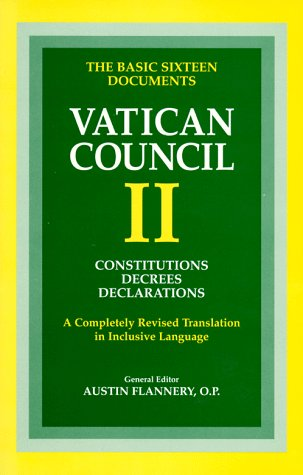 THE BASIC SIXTEEN
DOCUMENTS
VATICAN
COUNCIL
II
CONSTITUTIONS
DECREES
DECLARATIONS
A Completely Revised Translation
in Inclusive Language
General Editor
AUSTIN FLANNERY, O.P.